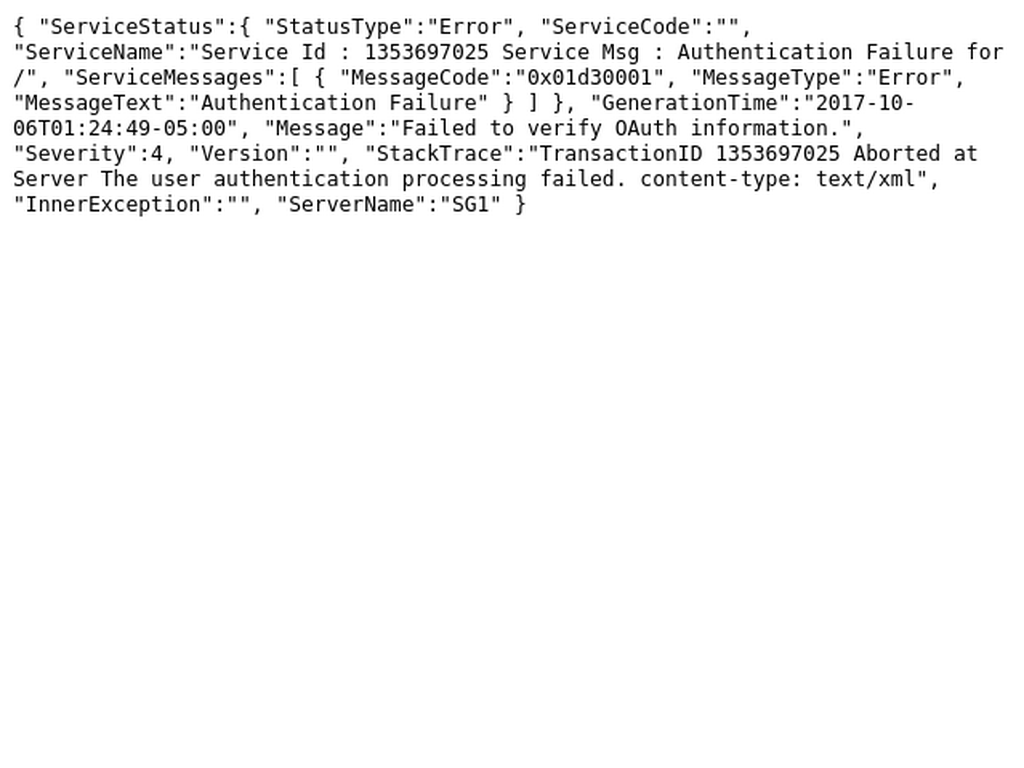 { "ServiceStatus":{ "StatusType":"Error", "ServiceCode":"",
"ServiceName":"Service Id : 1353697025 Service Msg : Authentication Failure for
/", "ServiceMessages":[ { "MessageCode":"0x01d30001", "MessageType":"Error",
"MessageText":"Authentication Failure" } ] }, "GenerationTime":"2017-10-
06T01:24:49-05:00", "Message":"Failed to verify OAuth information.",
"Severity":4, "Version":"", "StackTrace":"TransactionID 1353697025 Aborted at
Server The user authentication processing failed. content-type: text/xml",
"InnerException":"", "ServerName":"SG1" }